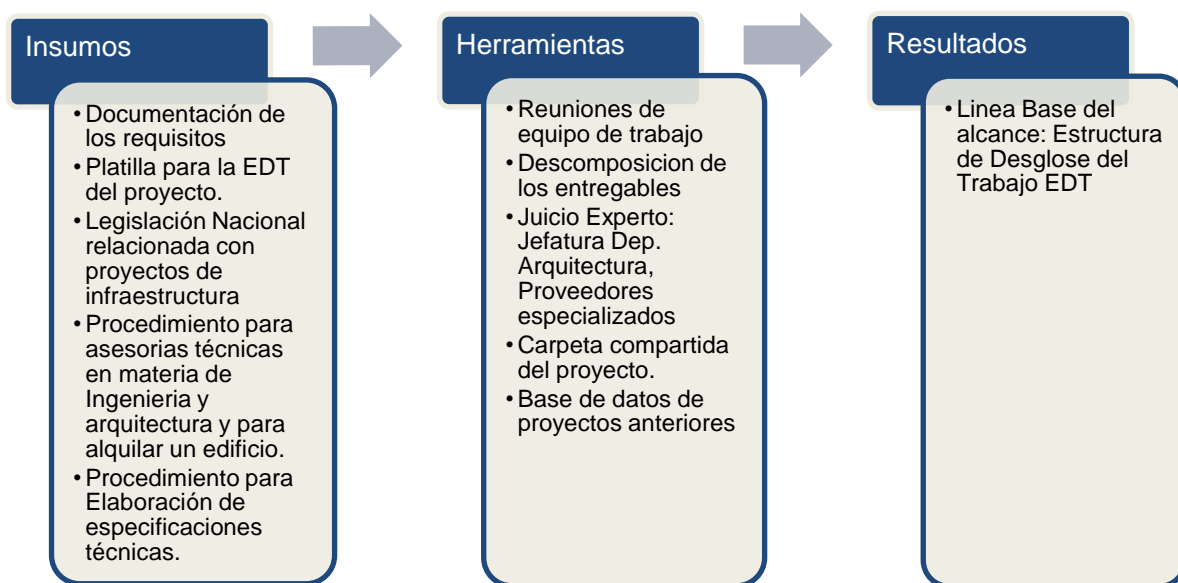 Insumos
• Documentación de
los requisitos
• Platilla para la EDT
del proyecto.
• Legislación Nacional
relacionada con
proyectos de
infraestructura
• Procedimiento para
asesorias técnicas
en materia de
Ingenieria y
arquitectura y para
alquilar un edificio.
• Procedimiento para
Elaboración de
especificaciones
técnicas.
Herramientas
• Reuniones de
equipo de trabajo
• Descomposicion de
los entregables
• Juicio Experto:
Jefatura Dep.
Arquitectura,
Proveedores
especializados
• Carpeta compartida
del proyecto.
• Base de datos de
proyectos anteriores
Resultados
• Linea Base del
alcance: Estructura
de Desglose del
Trabajo EDT